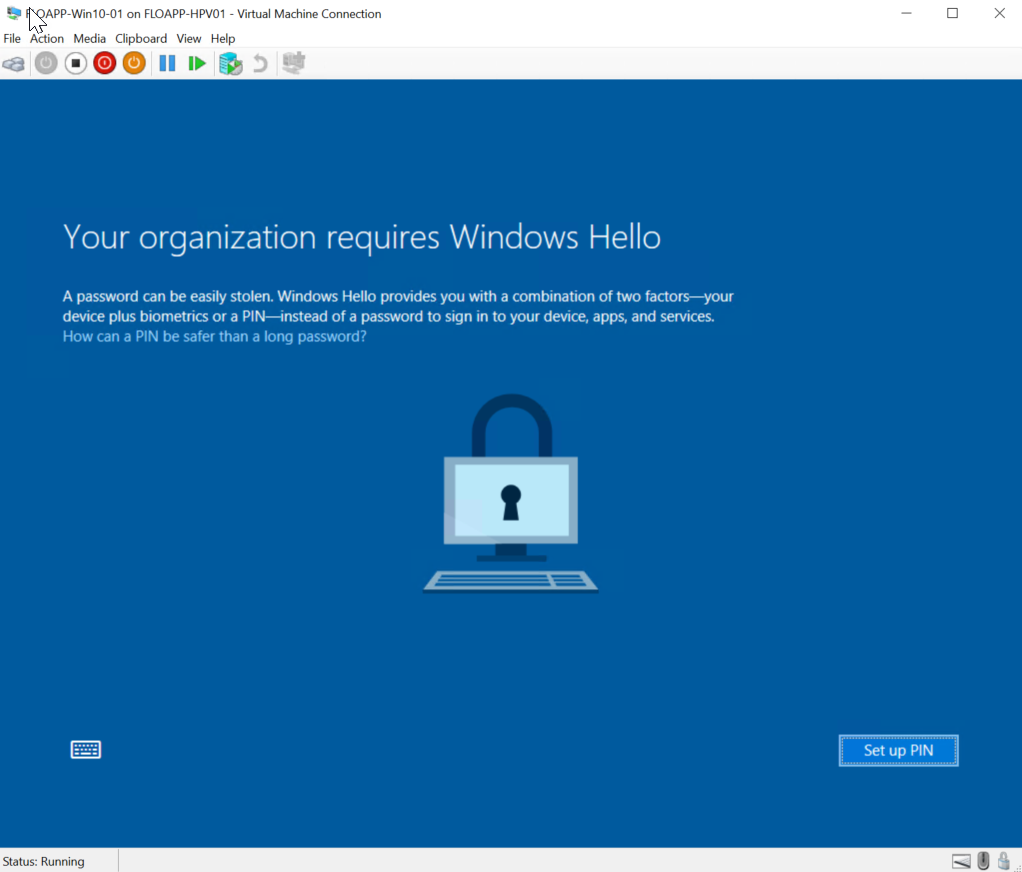 FLOAPP-Win10-01 on FLOAPP-HPV01 - Virtual Machine Connection
File Action Media Clipboard View Help
Your organization requires Windows Hello
A password can be easily stolen. Windows Hello provides you with a combination of two factors—your
device plus biometrics or a PIN—instead of a password to sign in to your device, apps, and services.
How can a PIN be safer than a long password?
Set up PIN
Status: Running